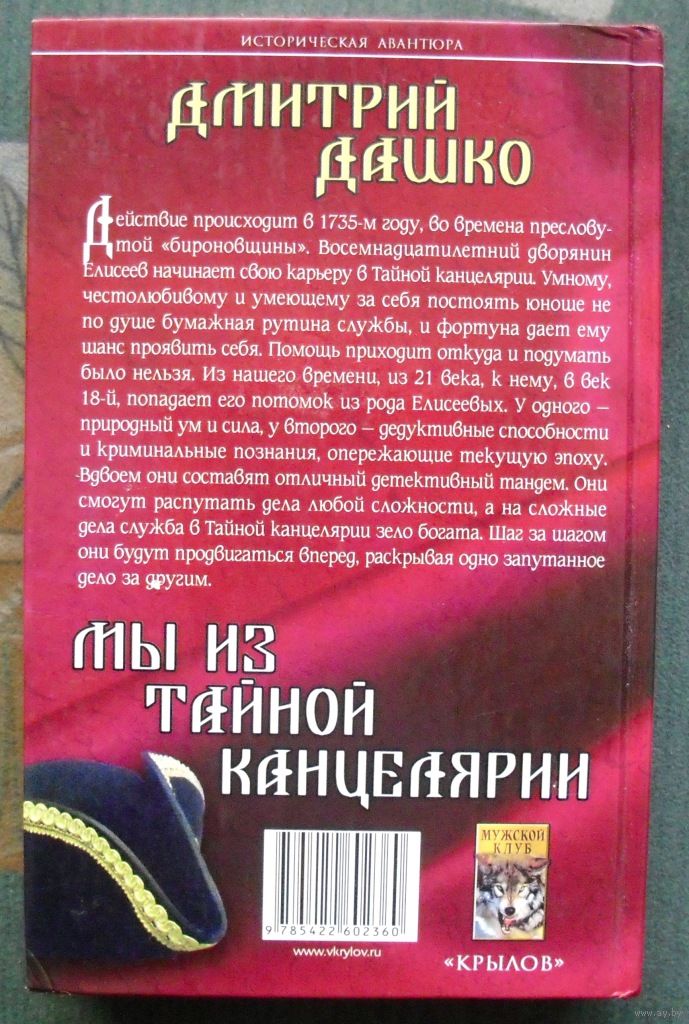 ИСТОРИЧЕСКАЯ АВАНТЮРА
ДМИТРИЙ
ДАШКО
Действие происходит в 1735-м году, во времена пресловутой
той «бироновщины». Восемнадцатилетний дворянин
Елисеев начинает свою карьеру в Тайной канцелярии. Умному,
честолюбивому и умеющему за себя постоять юноше не
по душе бумажная рутина службы, и фортуна дает ему
шанс проявить себя. Помощь приходит откуда и подумать
было нельзя. Из нашего времени, из 21 века, к нему, в век
18-й, попадает его потомок из рода Елисеевых. У одного –
природный ум и сила, у второго – дедуктивные способности
и криминальные познания, опережающие текущую эпоху.
Вдвоем они составят отличный детективный тандем. Они
смогут распутать дела любой сложности, а на сложные
дела служба в Тайной канцелярии зело богата. Шаг за шагом
они будут продвигаться вперед, раскрывая одно запутанное
дело за другим.
МЫ ИЗ
ТАЙНОЙ
КАНЦЕЛЯРИИ
МУЖСКОЙ
КЛУБ
9 785422 602360
www.vkrylov.ru
«КРЫЛОВ»
www.ay.by